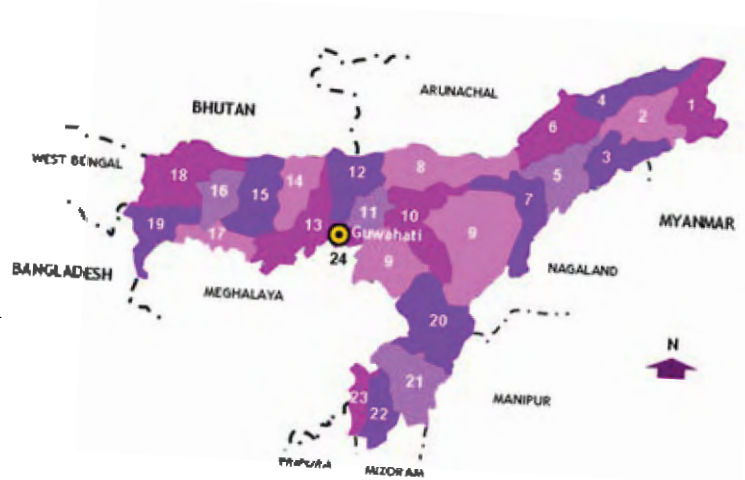 ARUNACHAL
BHUTAN
WEST BENGAL
BANGLADESH
MEGHALAYA
Guwahati
MYANMAR
NAGALAND
N
MANIPUR
TRIPURA
MIZORAM
1
2
3
4
5
6
7
8
9
9
10
11
12
13
14
15
16
17
18
19
20
21
22
23
24